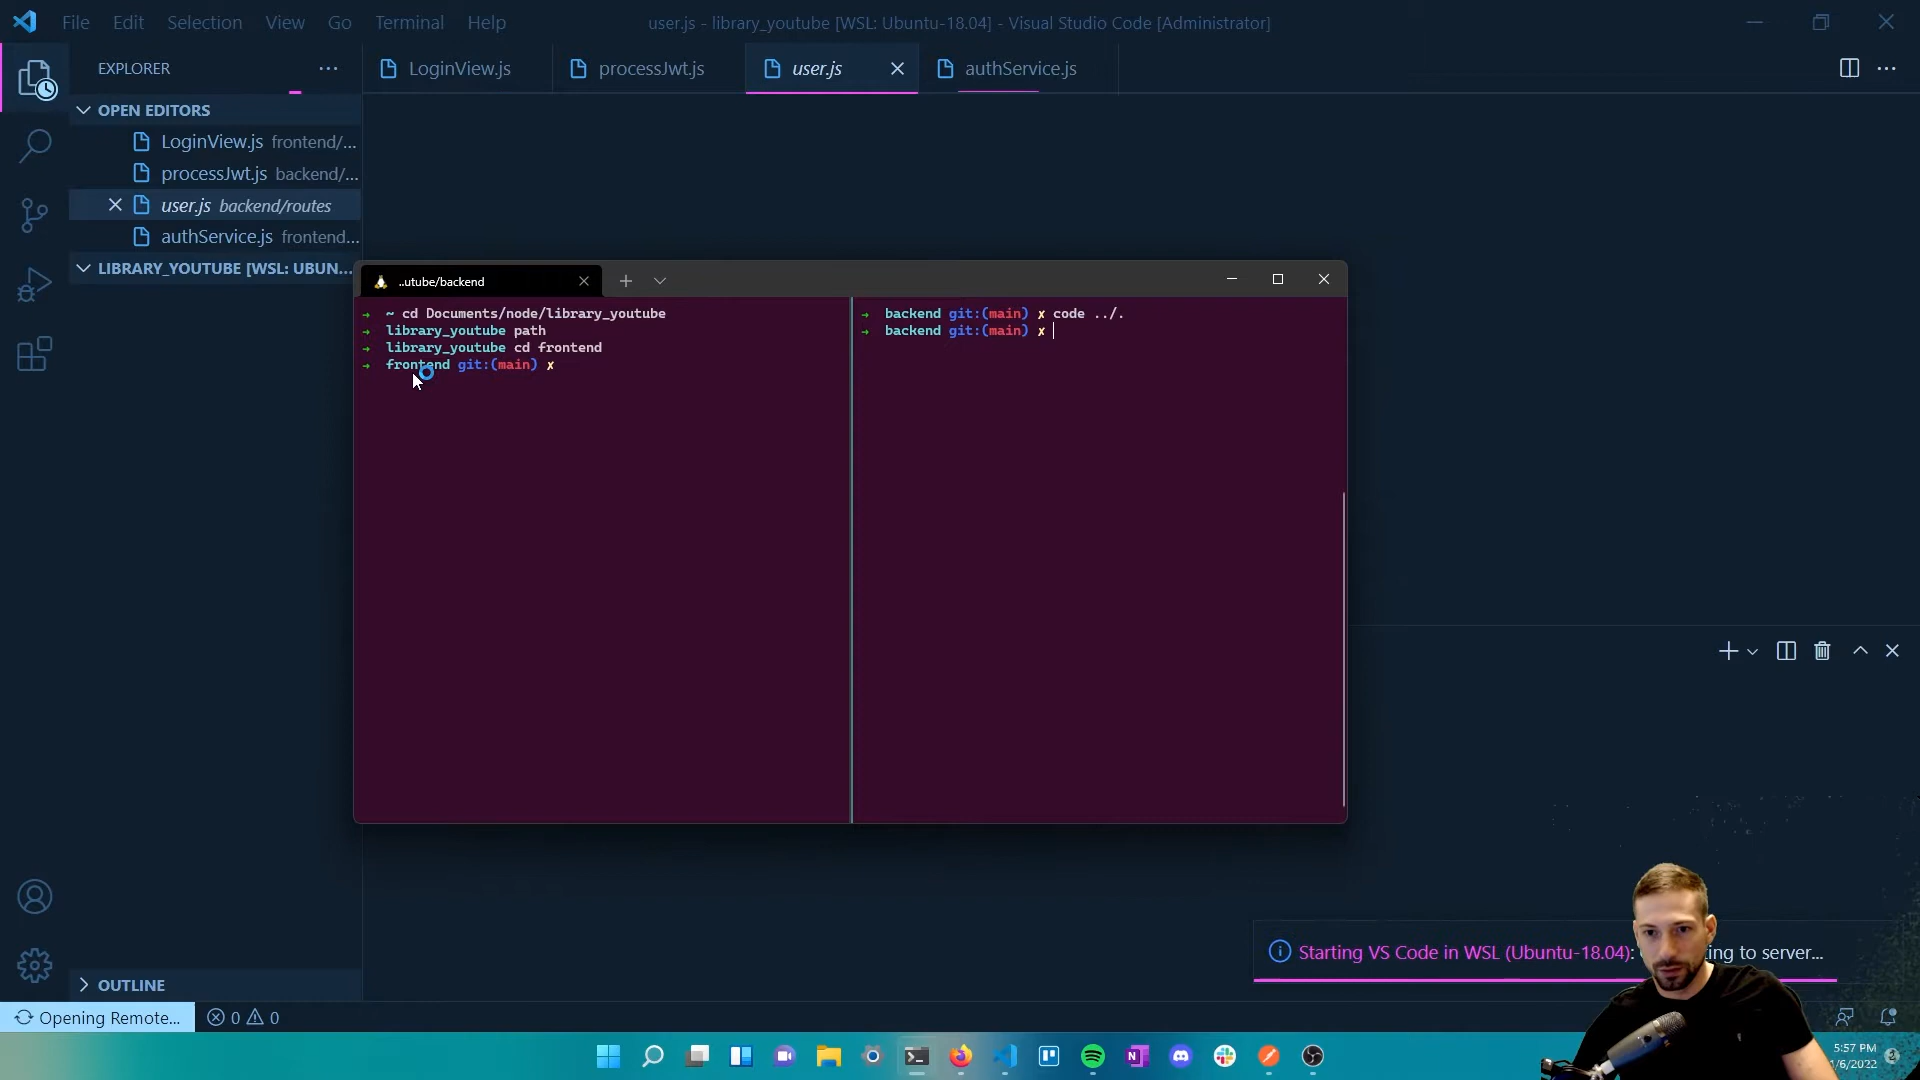 File Edit Selection View Go Terminal Help
user.js - library_youtube [WSL: Ubuntu-18.04] - Visual Studio Code [Administrator]
EXPLORER
LoginView.js
processJwt.js
user.js
authService.js
OPEN EDITORS
LoginView.js frontend/...
processJwt.js backend/...
user.js backend/routes
authService.js frontend...
LIBRARY_YOUTUBE [WSL: UBUN...
..utube/backend
→ ~ cd Documents/node/library_youtube
→ library_youtube path
→ library_youtube cd frontend
→ frontend git:(main) ✗
→ backend git:(main) ✗ code ../.
→ backend git:(main) ✗
Starting VS Code in WSL (Ubuntu-18.04): ing to server...
OUTLINE
Opening Remote...
0 0
5:57 PM
/6/2022
2